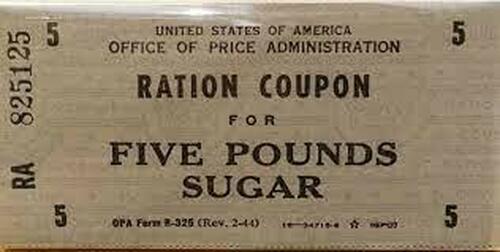 5 UNITED STATES OF AMERICA 5
OFFICE OF PRICE ADMINISTRATION
RA 825125
RATION COUPON
FOR
FIVE POUNDS
SUGAR
5 OPA Form R-325 (Rev. 2-44) 5